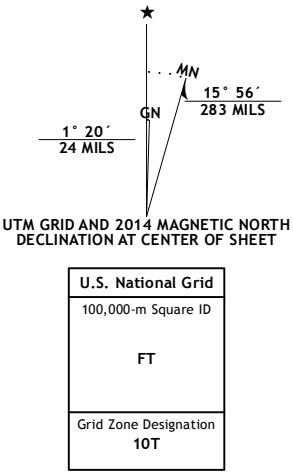 ★
MN
GN
15° 56´
283 MILS
1° 20´
24 MILS
UTM GRID AND 2014 MAGNETIC NORTH
DECLINATION AT CENTER OF SHEET
U.S. National Grid
100,000-m Square ID
FT
Grid Zone Designation
10T